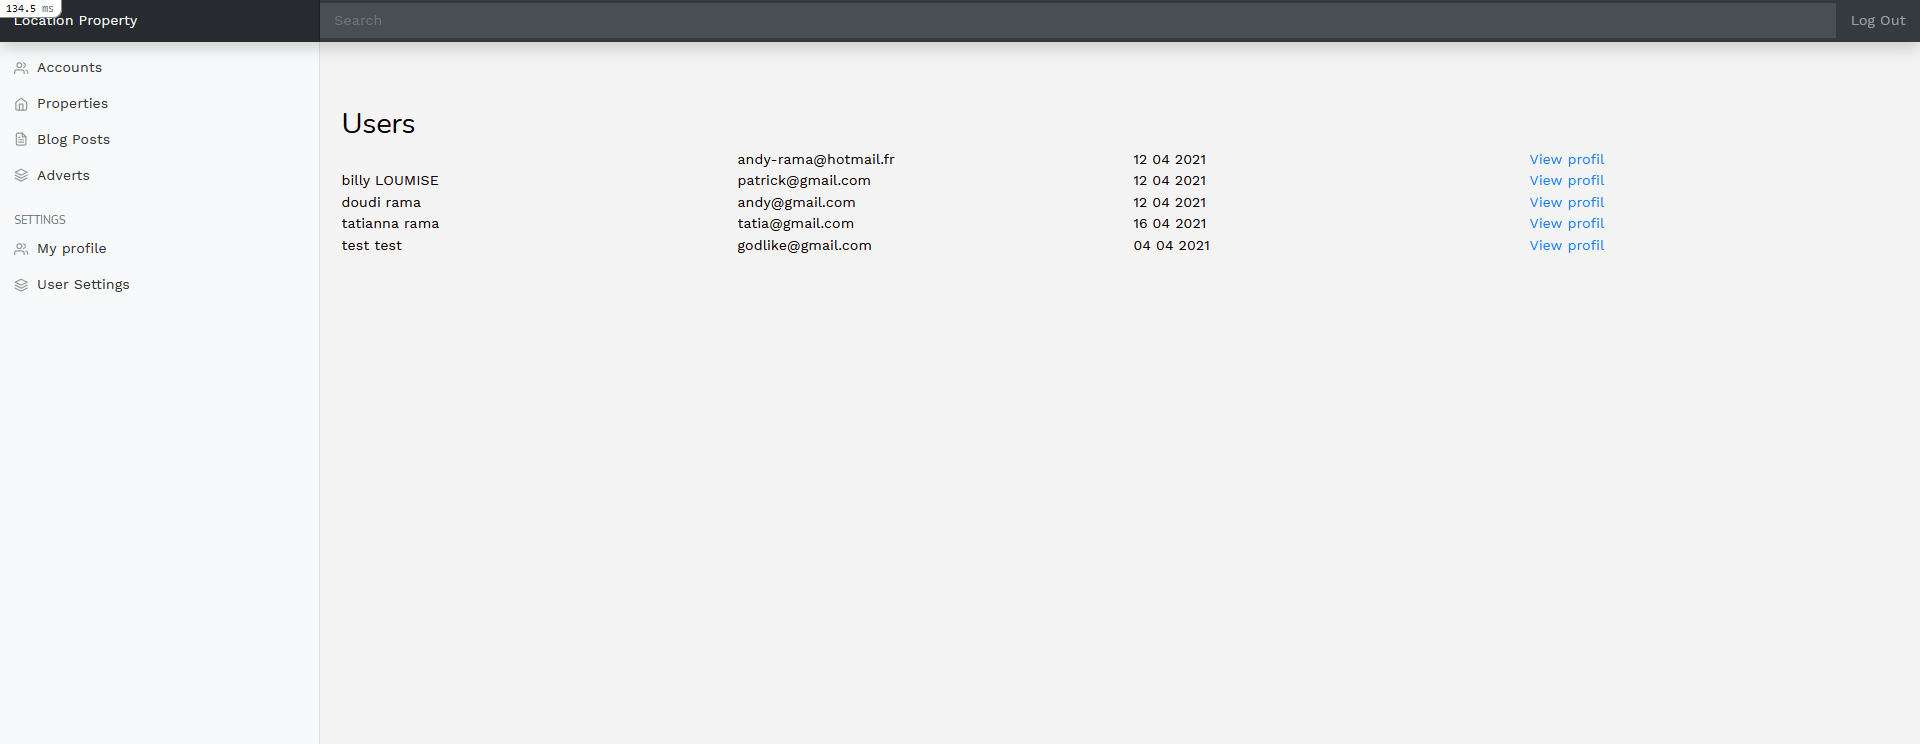 134.5 ms
Location Property
Search
Log Out
Accounts
Properties
Blog Posts
Adverts
SETTINGS
My profile
User Settings
Users
andy-rama@hotmail.fr 12 04 2021 View profil
billy LOUMISE patrick@gmail.com 12 04 2021 View profil
doudi rama andy@gmail.com 12 04 2021 View profil
tatianna rama tatia@gmail.com 16 04 2021 View profil
test test godlike@gmail.com 04 04 2021 View profil